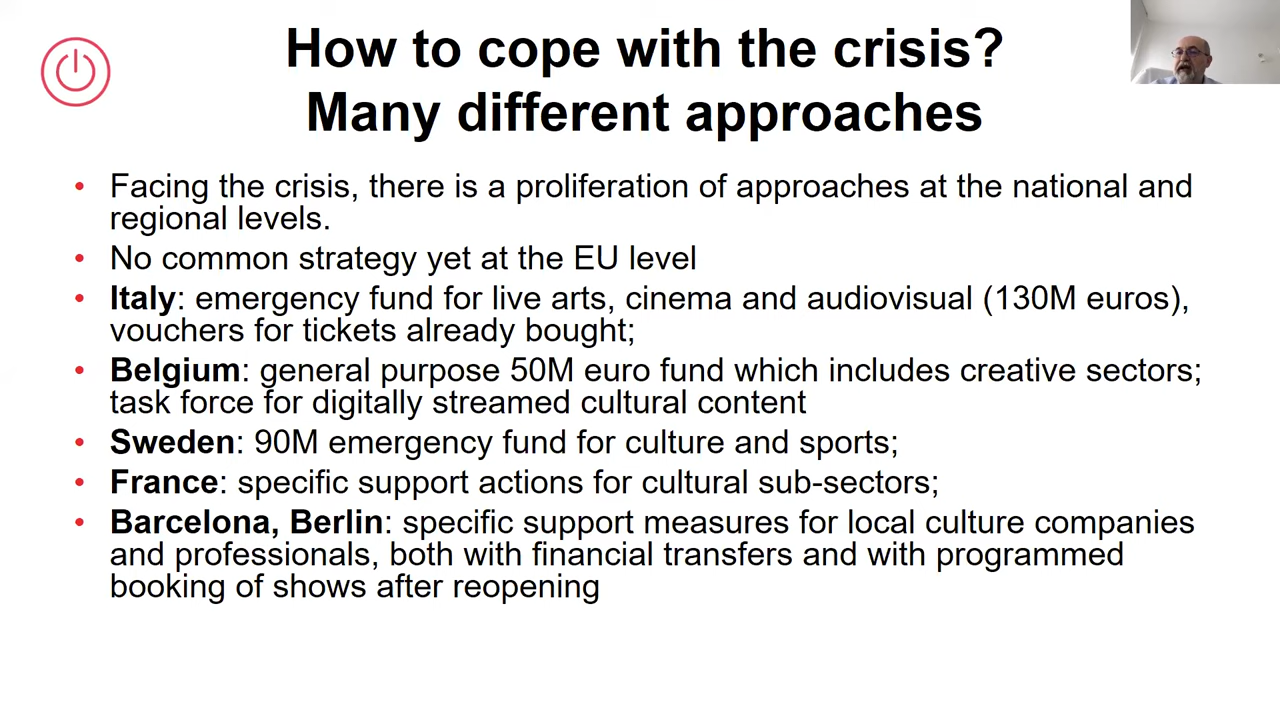 How to cope with the crisis?
Many different approaches
• Facing the crisis, there is a proliferation of approaches at the national and
regional levels.
• No common strategy yet at the EU level
• Italy: emergency fund for live arts, cinema and audiovisual (130M euros),
vouchers for tickets already bought;
• Belgium: general purpose 50M euro fund which includes creative sectors;
task force for digitally streamed cultural content
• Sweden: 90M emergency fund for culture and sports;
• France: specific support actions for cultural sub-sectors;
• Barcelona, Berlin: specific support measures for local culture companies
and professionals, both with financial transfers and with programmed
booking of shows after reopening